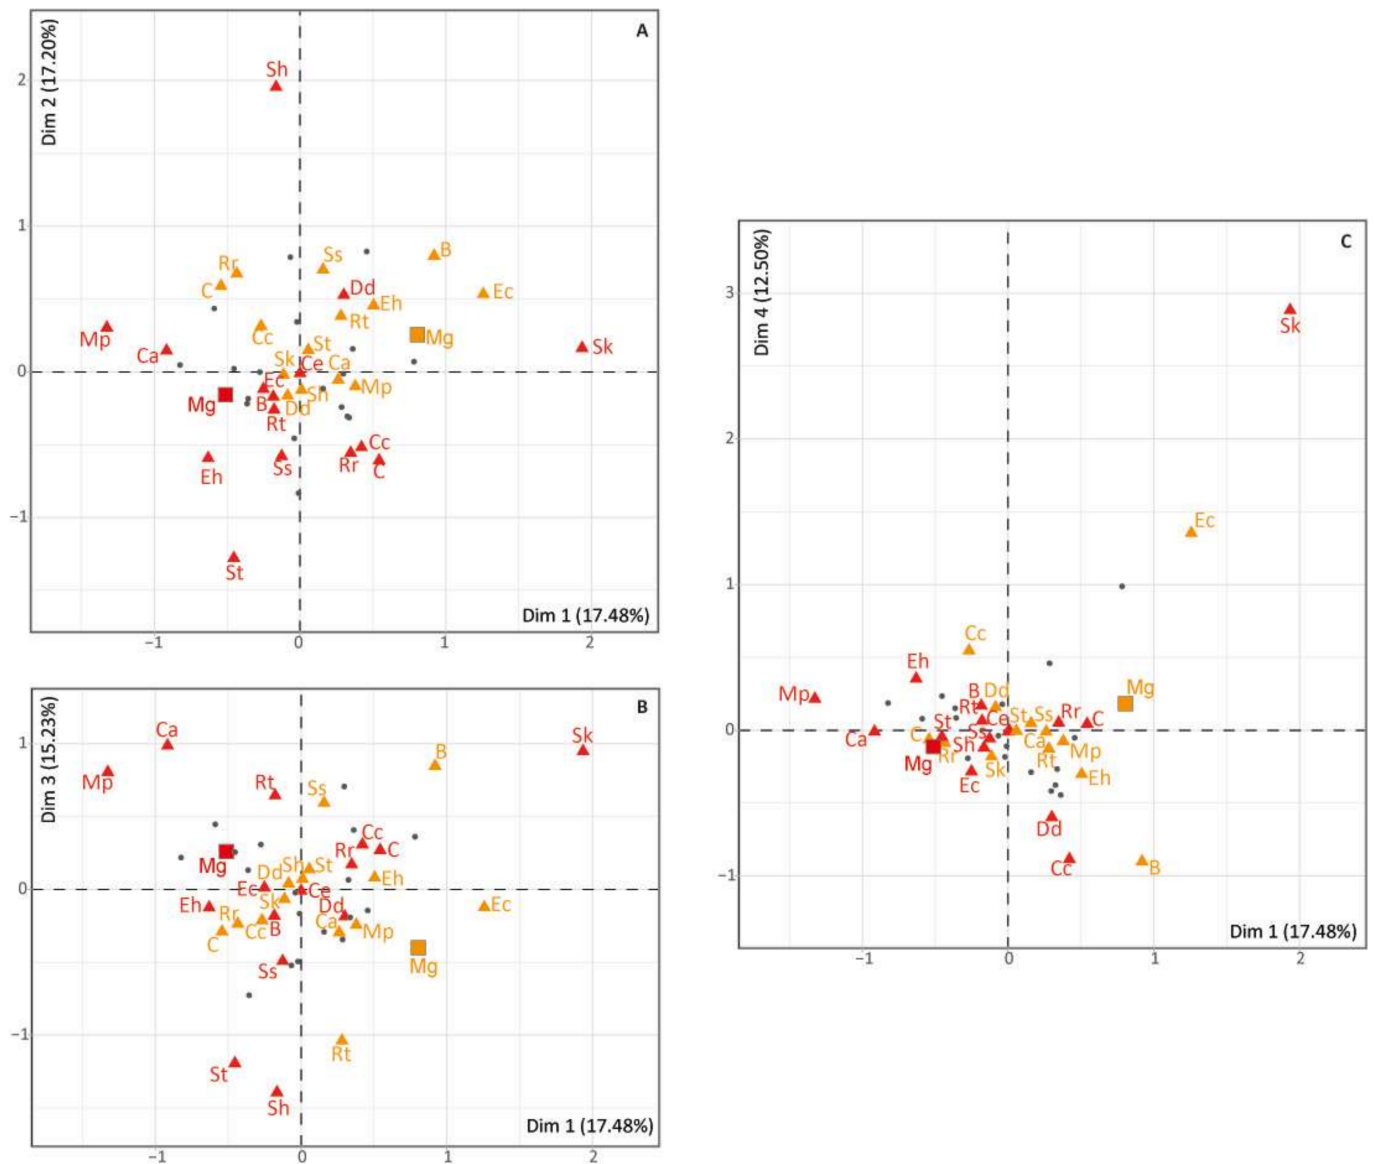 A
Dim 2 (17.20%)
Sh
2
1
B
Ss
Rr
C
Dd
Ec
Eh
Rt
Mp
Cc
Mg
St
Ca
Sk
Ce
Ca
Sk
0
Ec
Mp
Mg
B
Sh
Dd
Rt
Cc
Eh
Ss
Rr
C
−1
St
Dim 1 (17.48%)
−1
0
1
2
B
Dim 3 (15.23%)
Ca
Sk
1
B
Mp
Rt
Ss
Cc
Rr
C
Mg
Dd
Sh
St
Eh
0
Ec
Sk
Ce
Eh
Rr
Dd
Ec
Ca
C
Cc
B
Mp
Ss
Mg
−1
Rt
St
Sh
Dim 1 (17.48%)
−1
0
1
2
C
Dim 4 (12.50%)
3
Sk
2
Ec
1
Cc
Eh
Mp
B
Dd
Mg
Rt
St
Ce
St
Ss
Rr
C
0
Ca
C
Ss
Sh
Ca
Mp
Rr
Rt
Mg
Sk
Eh
Ec
Dd
Cc
B
−1
Dim 1 (17.48%)
−1
0
1
2